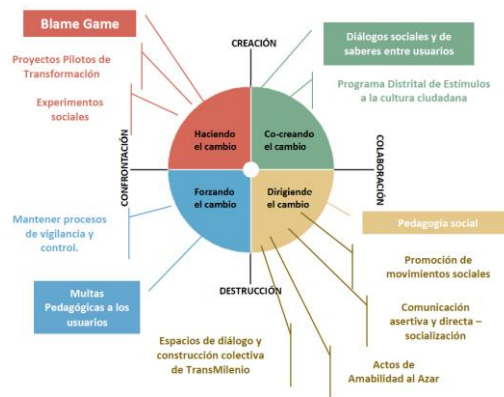 Blame Game
CREACIÓN
Diálogos sociales y de
saberes entre usuarios
Proyectos Pilotos de
Transformación
Programa Distrital de Estímulos
a la cultura ciudadana
Experimentos
sociales
Haciendo
el cambio
Co-creando
el cambio
CONFRONTACIÓN
COLABORACIÓN
Forzando
el cambio
Dirigiendo
el cambio
Mantener procesos
de vigilancia y
control.
Pedagogía social
Promoción de
movimientos sociales
Multas
Pedagógicas a los
usuarios
DESTRUCCIÓN
Comunicación
asertiva y directa –
socialización
Espacios de diálogo y
construcción colectiva
de TransMilenio
Actos de
Amabilidad al Azar